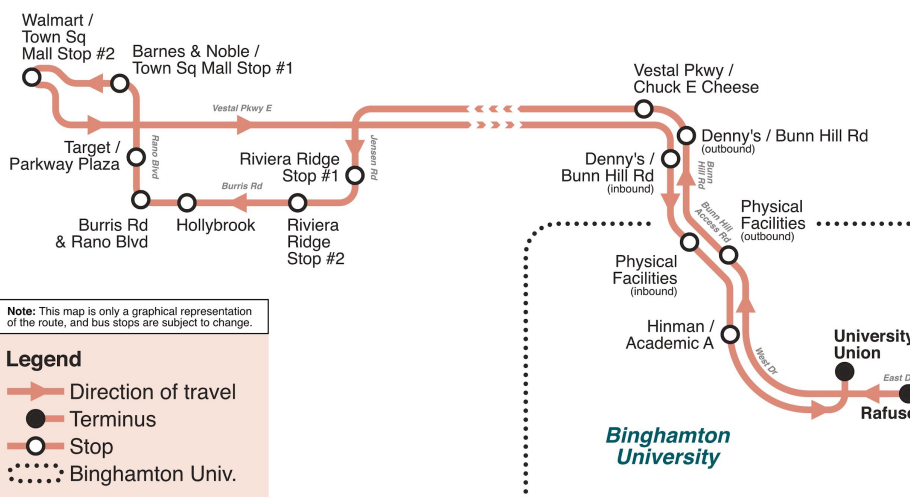 Walmart /
Town Sq
Mall Stop #2
Barnes & Noble /
Town Sq Mall Stop #1
Vestal Pkwy E
Target /
Parkway Plaza
Rano Blvd
Riviera Ridge
Stop #1
Jensen Rd
Burris Rd
Burris Rd
& Rano Blvd
Hollybrook
Riviera
Ridge
Stop #2
Vestal Pkwy /
Chuck E Cheese
Denny's / Bunn Hill Rd
(outbound)
Denny's /
Bunn Hill Rd
(inbound)
Bunn
Hill Rd
Bunn Hill
Access Rd
Physical
Facilities
(outbound)
Physical
Facilities
(inbound)
Hinman /
Academic A
West Dr
University
Union
East D
Rafus
Binghamton
University
Note: This map is only a graphical representation
of the route, and bus stops are subject to change.
Legend
Direction of travel
Terminus
Stop
Binghamton Univ.